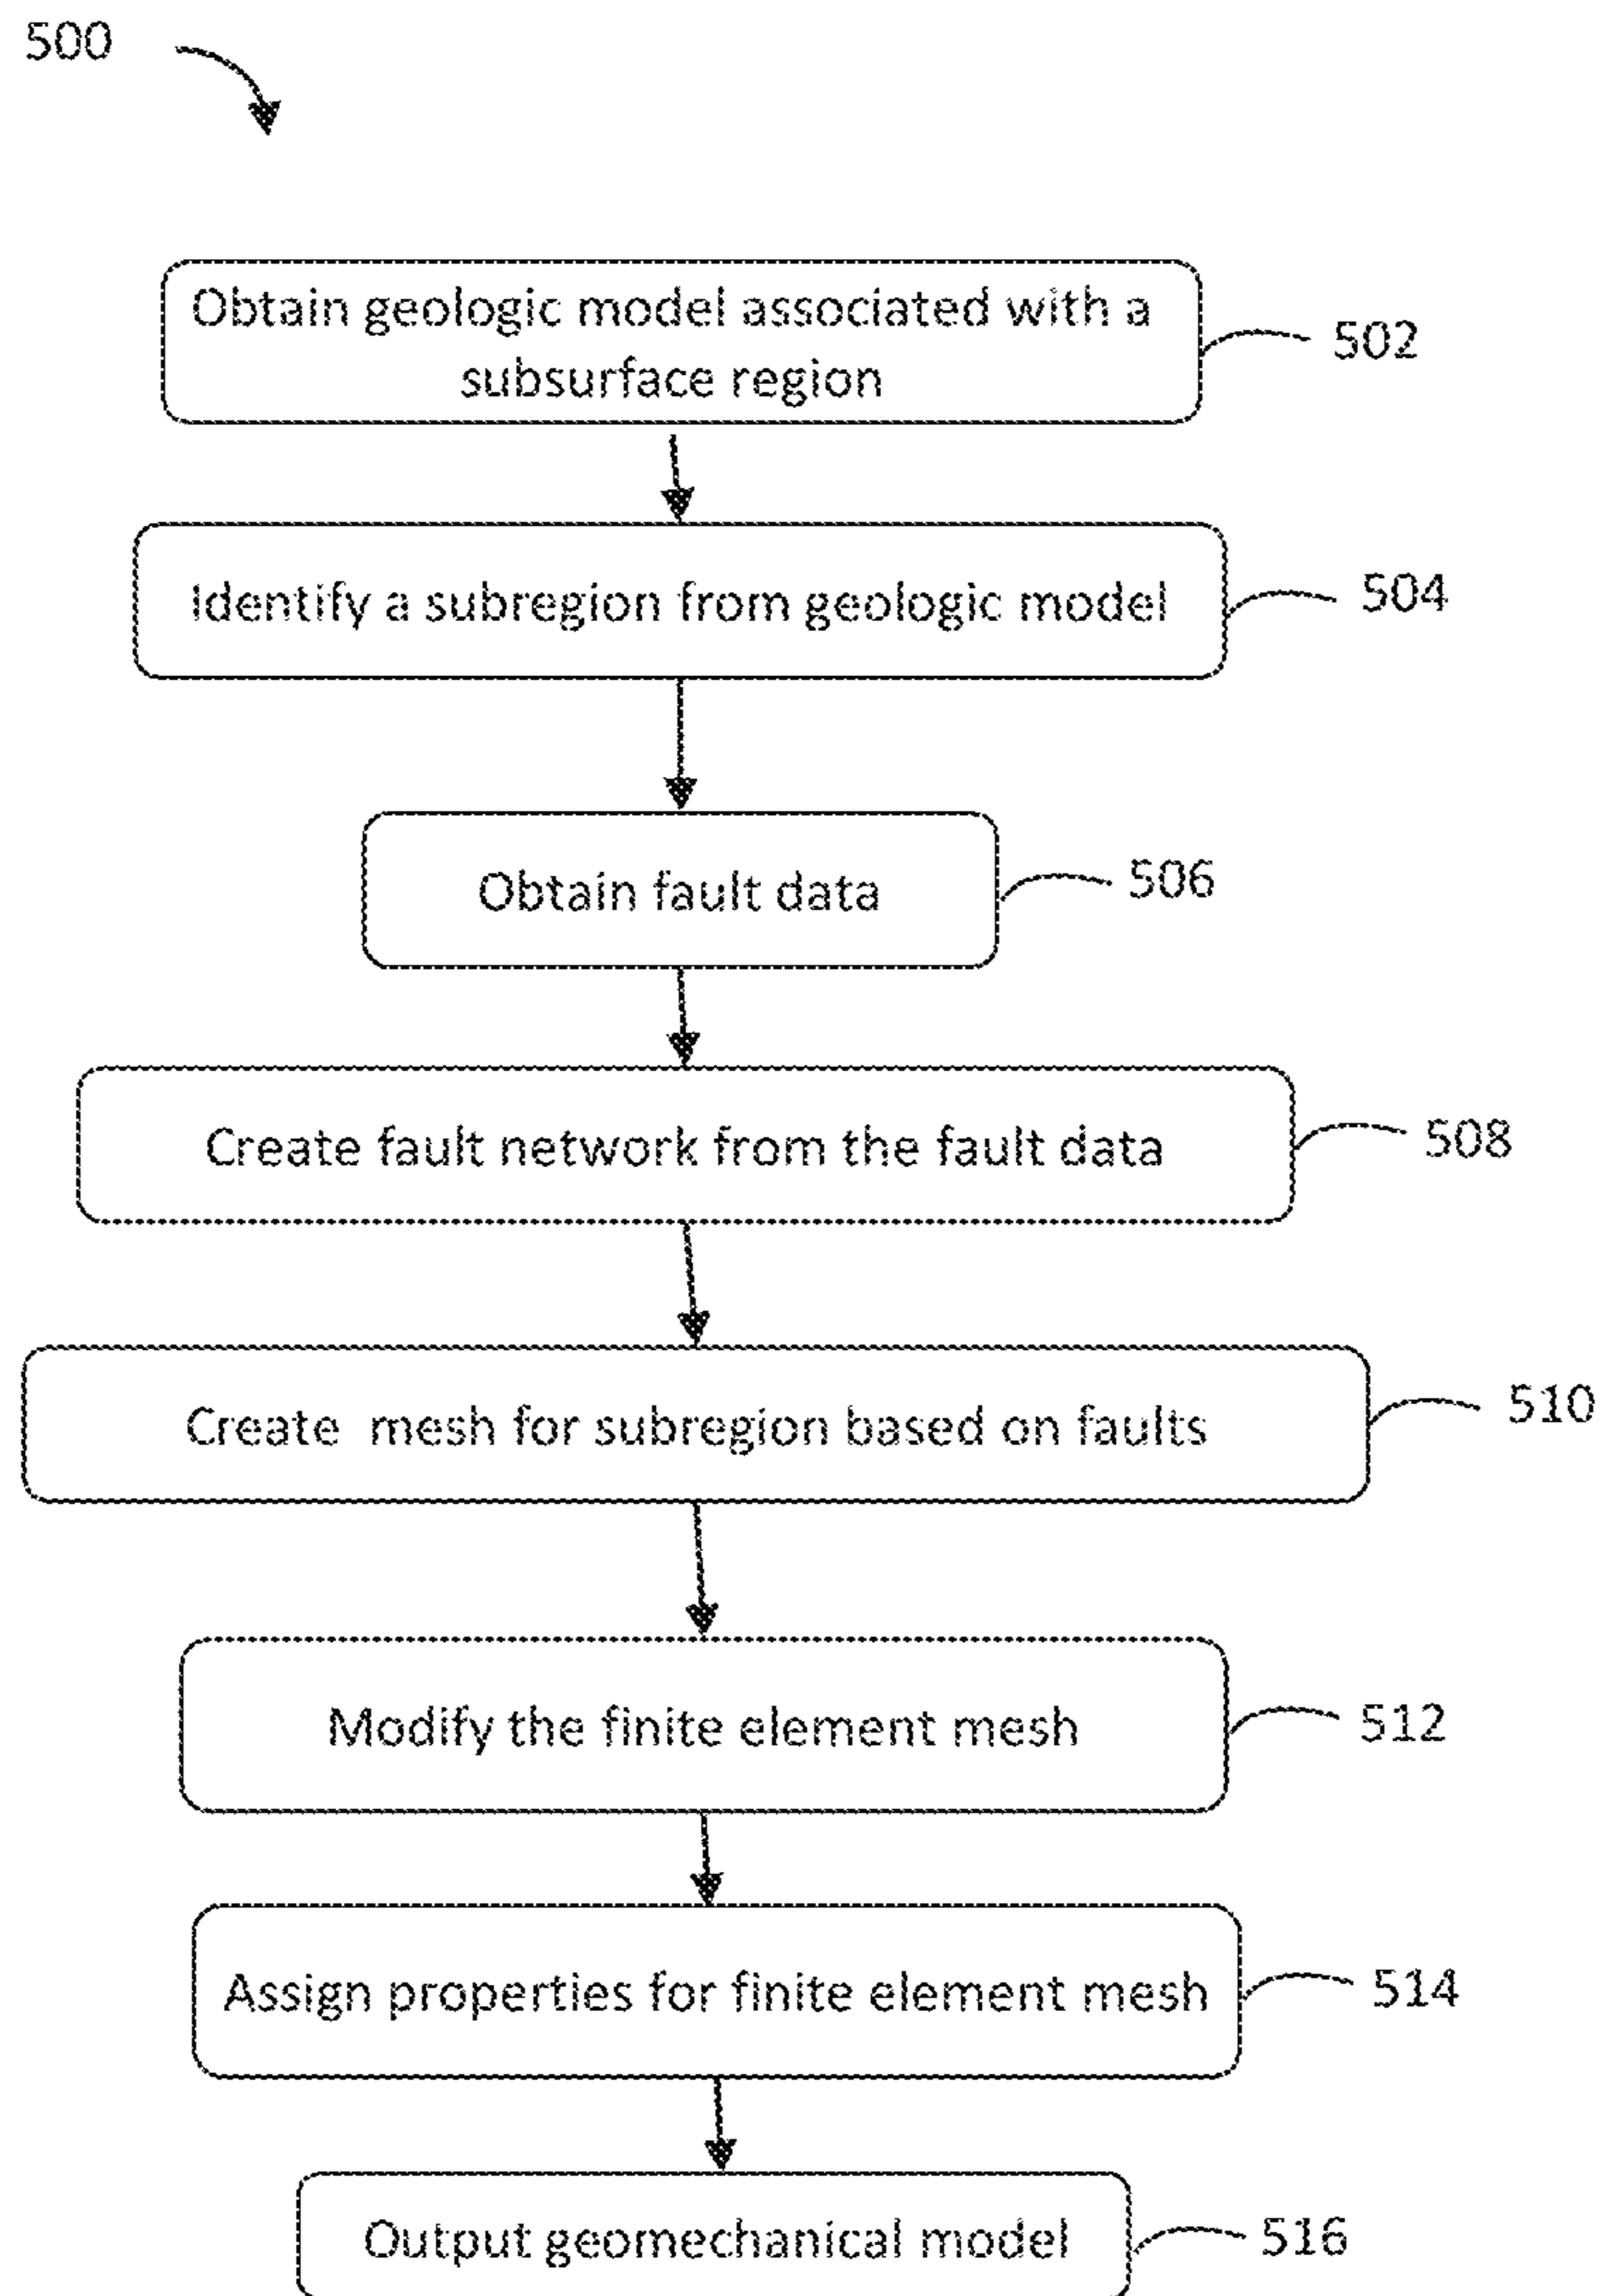 500
Obtain geologic model associated with a
subsurface region
502
Identify a subregion from geologic model
504
Obtain fault data
506
Create fault network from the fault data
508
Create mesh for subregion based on faults
510
Modify the finite element mesh
512
Assign properties for finite element mesh
514
Output geomechanical model
516